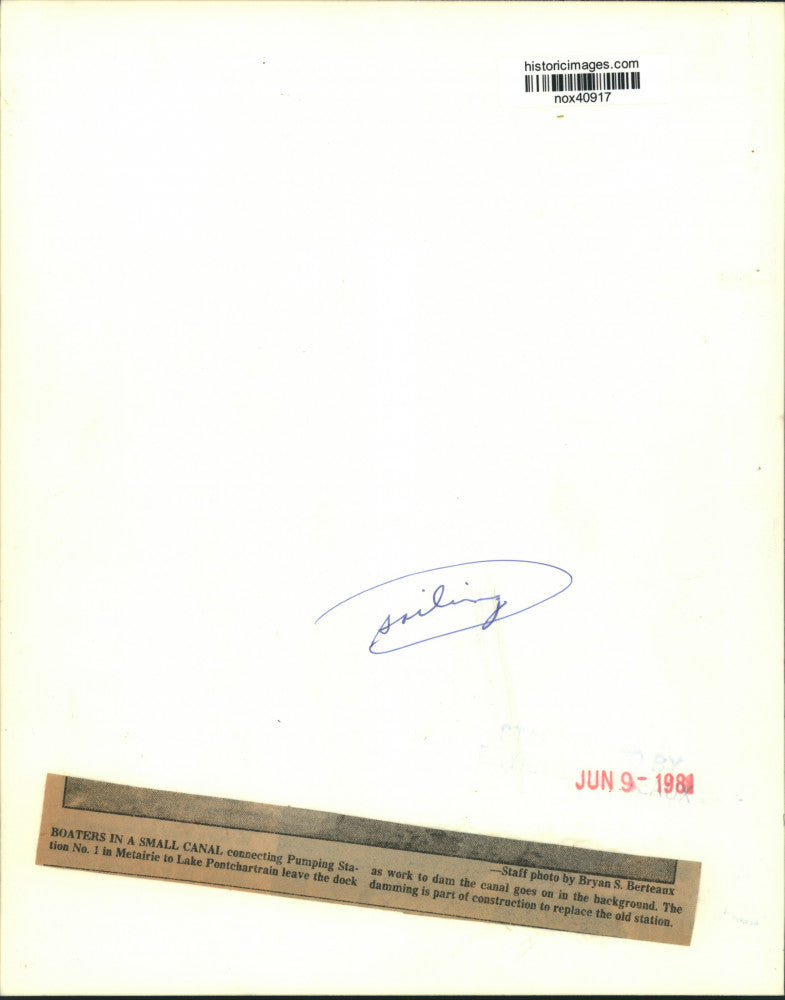 historicimages.com
nox40917
sailing
JUN 9- 1981
—Staff photo by Bryan S. Berteaux
BOATERS IN A SMALL CANAL connecting Pumping Sta-
tion No. 1 in Metairie to Lake Pontchartrain leave the dock
as work to dam the canal goes on in the background. The
damming is part of construction to replace the old station.